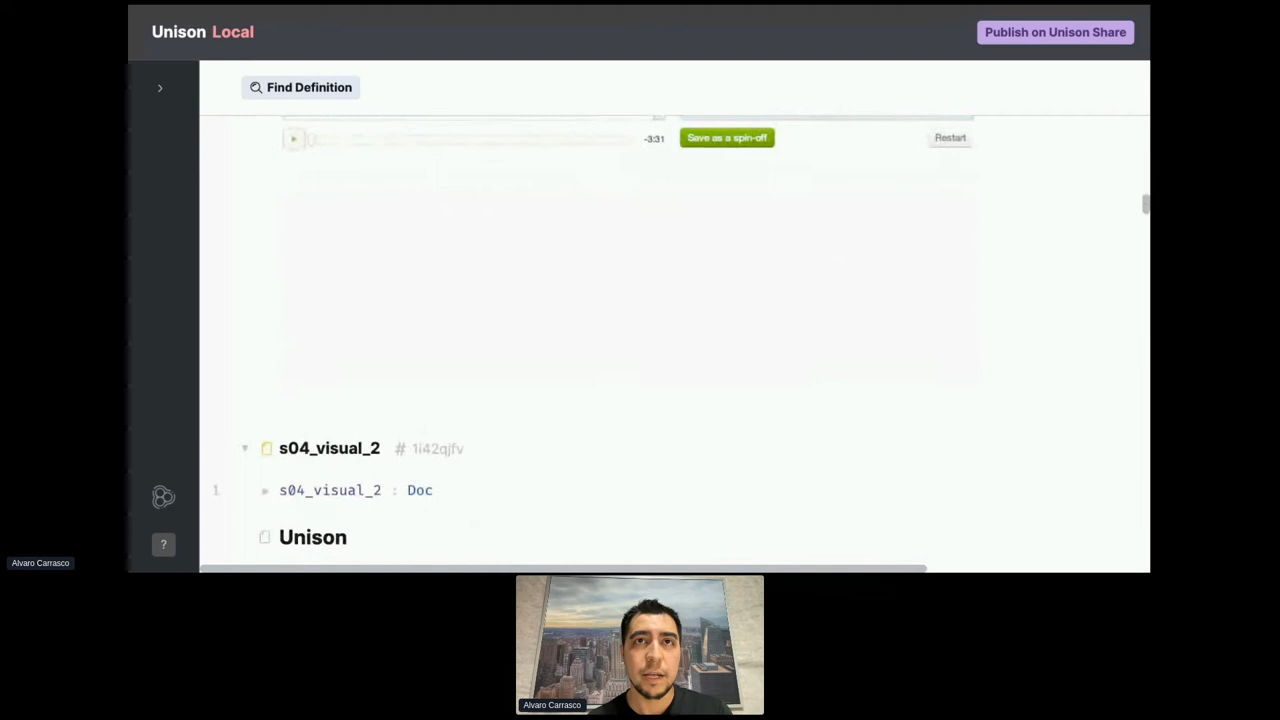 Unison Local
Publish on Unison Share
Find Definition
-3:31
Save as a spin-off
Restart
s04_visual_2 # 1i42qjfv
1
s04_visual_2 : Doc
Unison
?
Alvaro Carrasco
Alvaro Carrasco